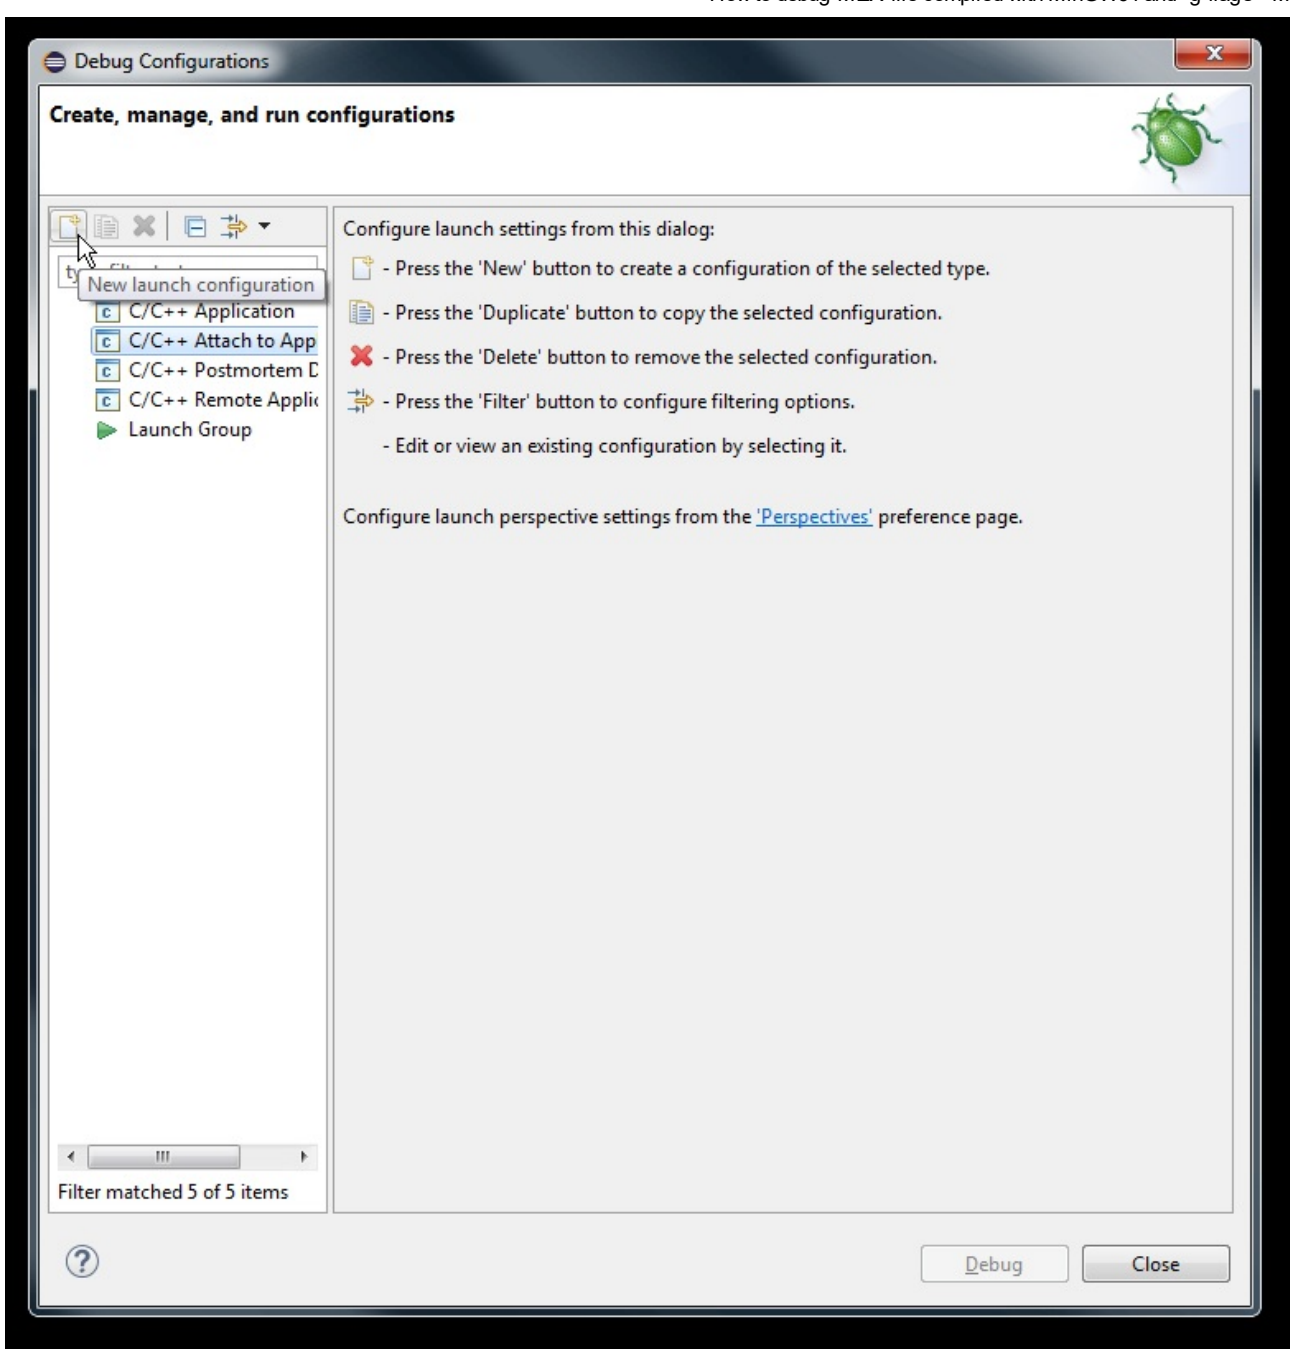 Debug Configurations
Create, manage, and run configurations
New launch configuration
C/C++ Application
C/C++ Attach to App
C/C++ Postmortem D
C/C++ Remote Applic
Launch Group
Filter matched 5 of 5 items
Configure launch settings from this dialog:
- Press the 'New' button to create a configuration of the selected type.
- Press the 'Duplicate' button to copy the selected configuration.
- Press the 'Delete' button to remove the selected configuration.
- Press the 'Filter' button to configure filtering options.
- Edit or view an existing configuration by selecting it.
Configure launch perspective settings from the 'Perspectives' preference page.
Debug
Close